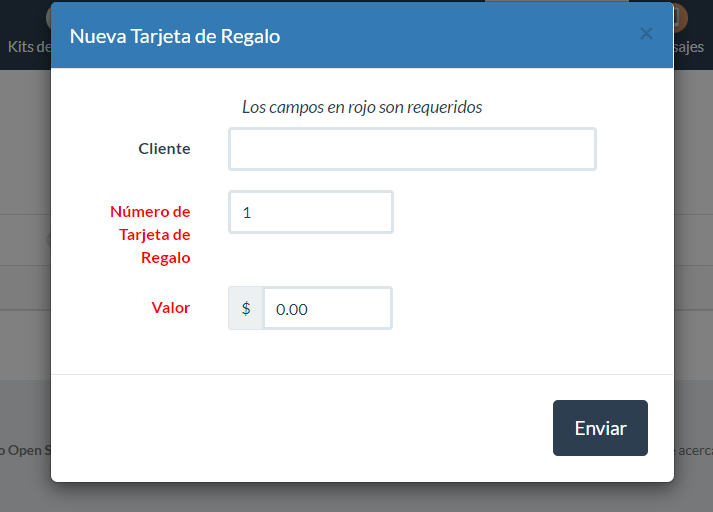 Nueva Tarjeta de Regalo
×
Kits de
sajes
Los campos en rojo son requeridos
Cliente
Número de
Tarjeta de
Regalo
1
Valor
$ 0.00
Enviar
o Open S
acerca